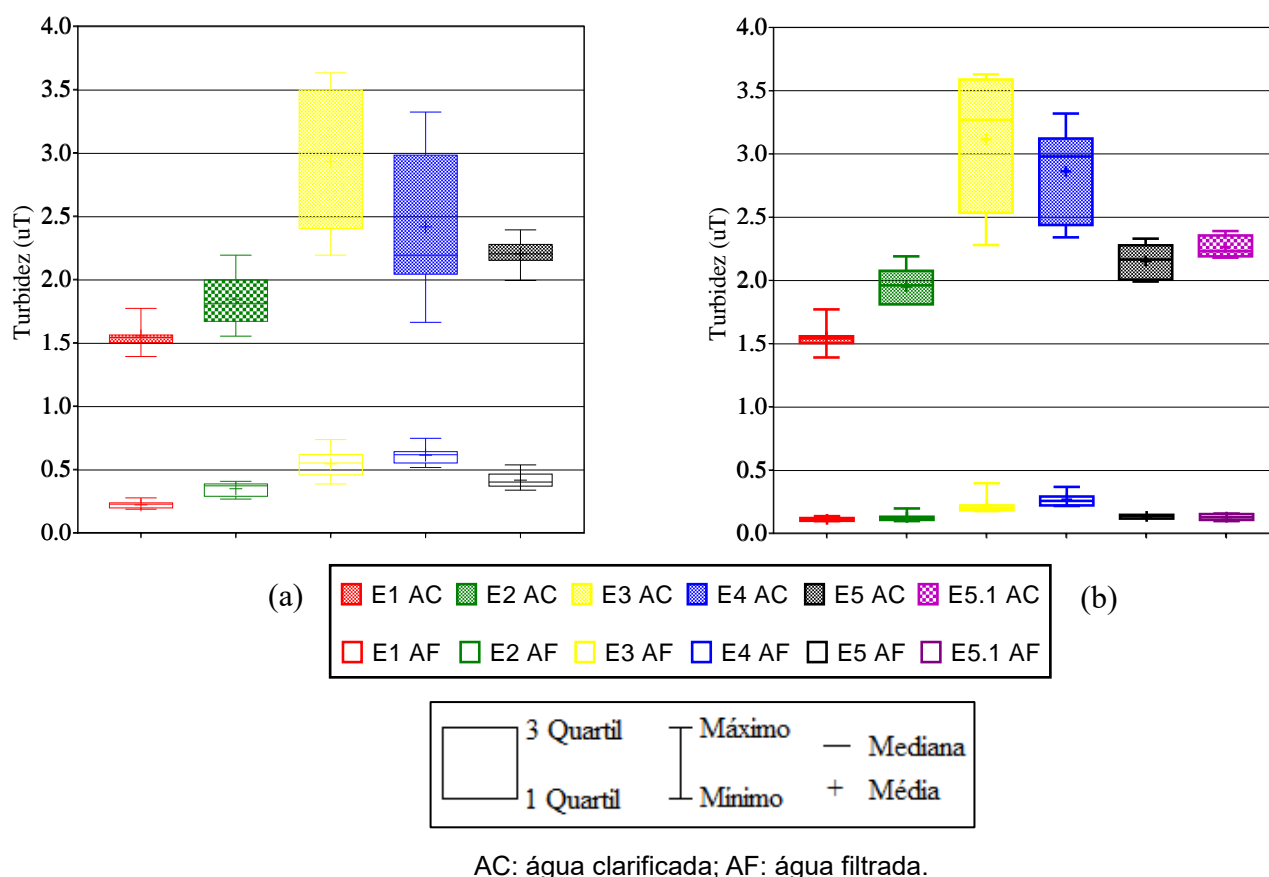 4.0
3.5
3.0
2.5
2.0
1.5
1.0
0.5
0.0
Turbidez (uT)
4.0
3.5
3.0
2.5
2.0
1.5
1.0
0.5
0.0
Turbidez (uT)
(a)
E1 AC E2 AC E3 AC E4 AC E5 AC E5.1 AC
E1 AF E2 AF E3 AF E4 AF E5 AF E5.1 AF
(b)
3 Quartil
1 Quartil
Máximo
Mínimo
Mediana
Média
AC: água clarificada; AF: água filtrada.